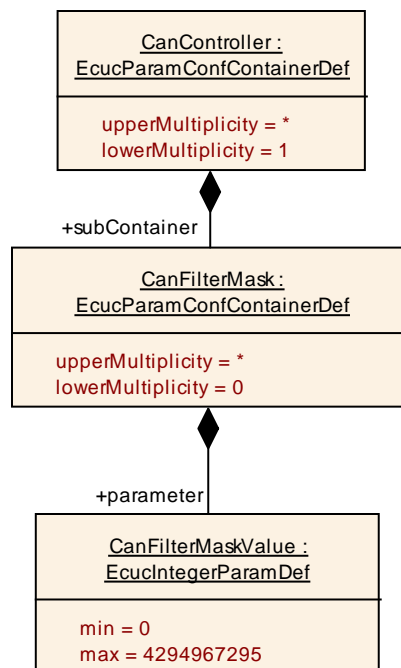 CanController :
EcucParamConfContainerDef
upperMultiplicity = *
lowerMultiplicity = 1
+subContainer
CanFilterMask :
EcucParamConfContainerDef
upperMultiplicity = *
lowerMultiplicity = 0
+parameter
CanFilterMaskValue :
EcucIntegerParamDef
min = 0
max = 4294967295